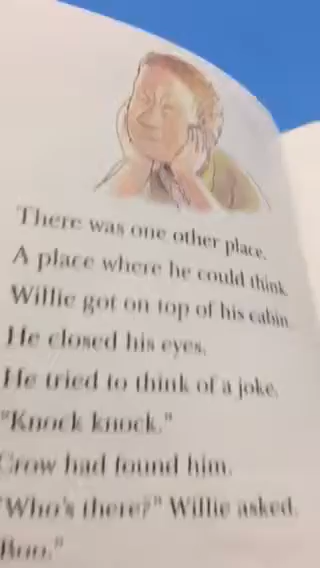 There was one other place.
A place where he could think.
Willie got on top of his cabin.
He closed his eyes.
He tried to think of a joke.
"Knock knock."
Crow had found him.
"Who's there?" Willie asked.
"Boo."